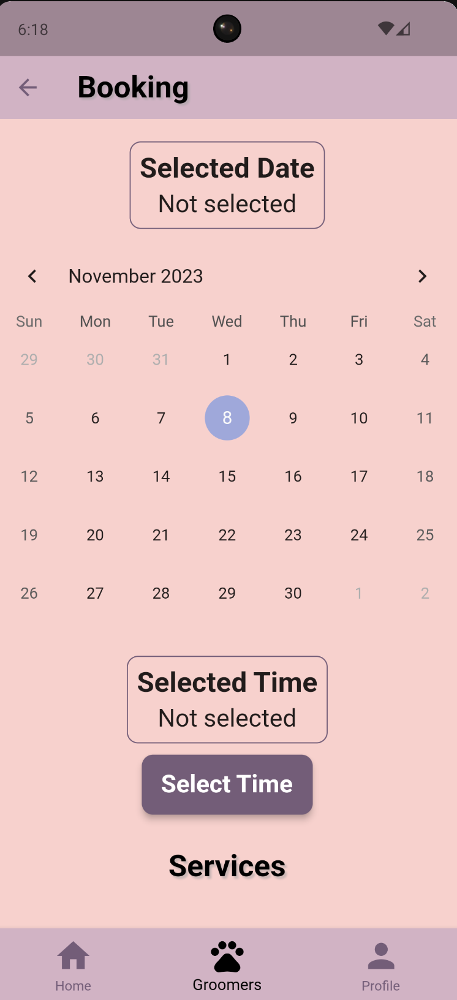 6:18
Booking
Selected Date
Not selected
November 2023
Sun Mon Tue Wed Thu Fri Sat
29 30 31 1 2 3 4
5 6 7 8 9 10 11
12 13 14 15 16 17 18
19 20 21 22 23 24 25
26 27 28 29 30 1 2
Selected Time
Not selected
Select Time
Services
Home Groomers Profile